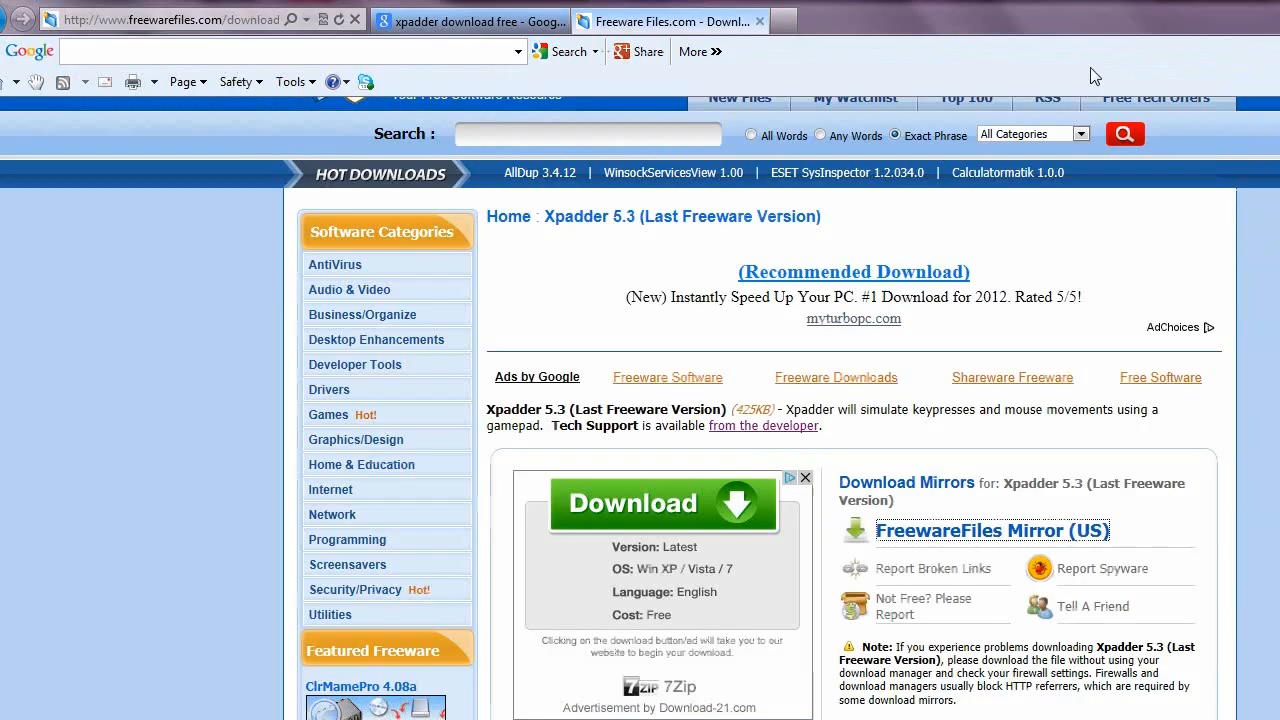 http://www.freewarefiles.com/download
xpadder download free - Goog...
Freeware Files.com - Downl...
Google
Search
Share
More »
Page
Safety
Tools
Your Free Software Resource
New Files
My Watchlist
Top 100
RSS
Free Tech Offers
Search :
All Words
Any Words
Exact Phrase
All Categories
HOT DOWNLOADS
AllDup 3.4.12 | WinsockServicesView 1.00 | ESET SysInspector 1.2.034.0 | Calculatormatik 1.0.0
Software Categories
AntiVirus
Audio & Video
Business/Organize
Desktop Enhancements
Developer Tools
Drivers
Games Hot!
Graphics/Design
Home & Education
Internet
Network
Programming
Screensavers
Security/Privacy Hot!
Utilities
Featured Freeware
ClrMamePro 4.08a
Home : Xpadder 5.3 (Last Freeware Version)
(Recommended Download)
(New) Instantly Speed Up Your PC. #1 Download for 2012. Rated 5/5!
myturbopc.com
AdChoices
Ads by Google
Freeware Software
Freeware Downloads
Shareware Freeware
Free Software
Xpadder 5.3 (Last Freeware Version) (425KB) - Xpadder will simulate keypresses and mouse movements using a
gamepad. Tech Support is available from the developer.
Download
Version: Latest
OS: Win XP / Vista / 7
Language: English
Cost: Free
Clicking on the download button/ad will take you to our
website to begin your download.
7ZIP 7Zip
Advertisement by Download-21.com
Download Mirrors for: Xpadder 5.3 (Last Freeware
Version)
FreewareFiles Mirror (US)
Report Broken Links
Report Spyware
Not Free? Please
Report
Tell A Friend
Note: If you experience problems downloading Xpadder 5.3 (Last
Freeware Version), please download the file without using your
download manager and check your firewall settings. Firewalls and
download managers usually block HTTP referrers, which are required by
some download mirrors.